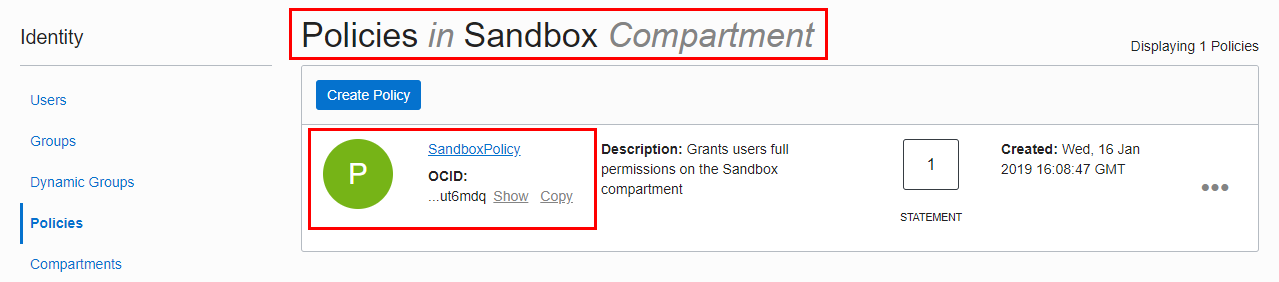 Identity
Users
Groups
Dynamic Groups
Policies
Compartments
Policies in Sandbox Compartment
Displaying 1 Policies
Create Policy
P
SandboxPolicy
OCID:
...ut6mdq Show Copy
Description: Grants users full
permissions on the Sandbox
compartment
1
STATEMENT
Created: Wed, 16 Jan
2019 16:08:47 GMT